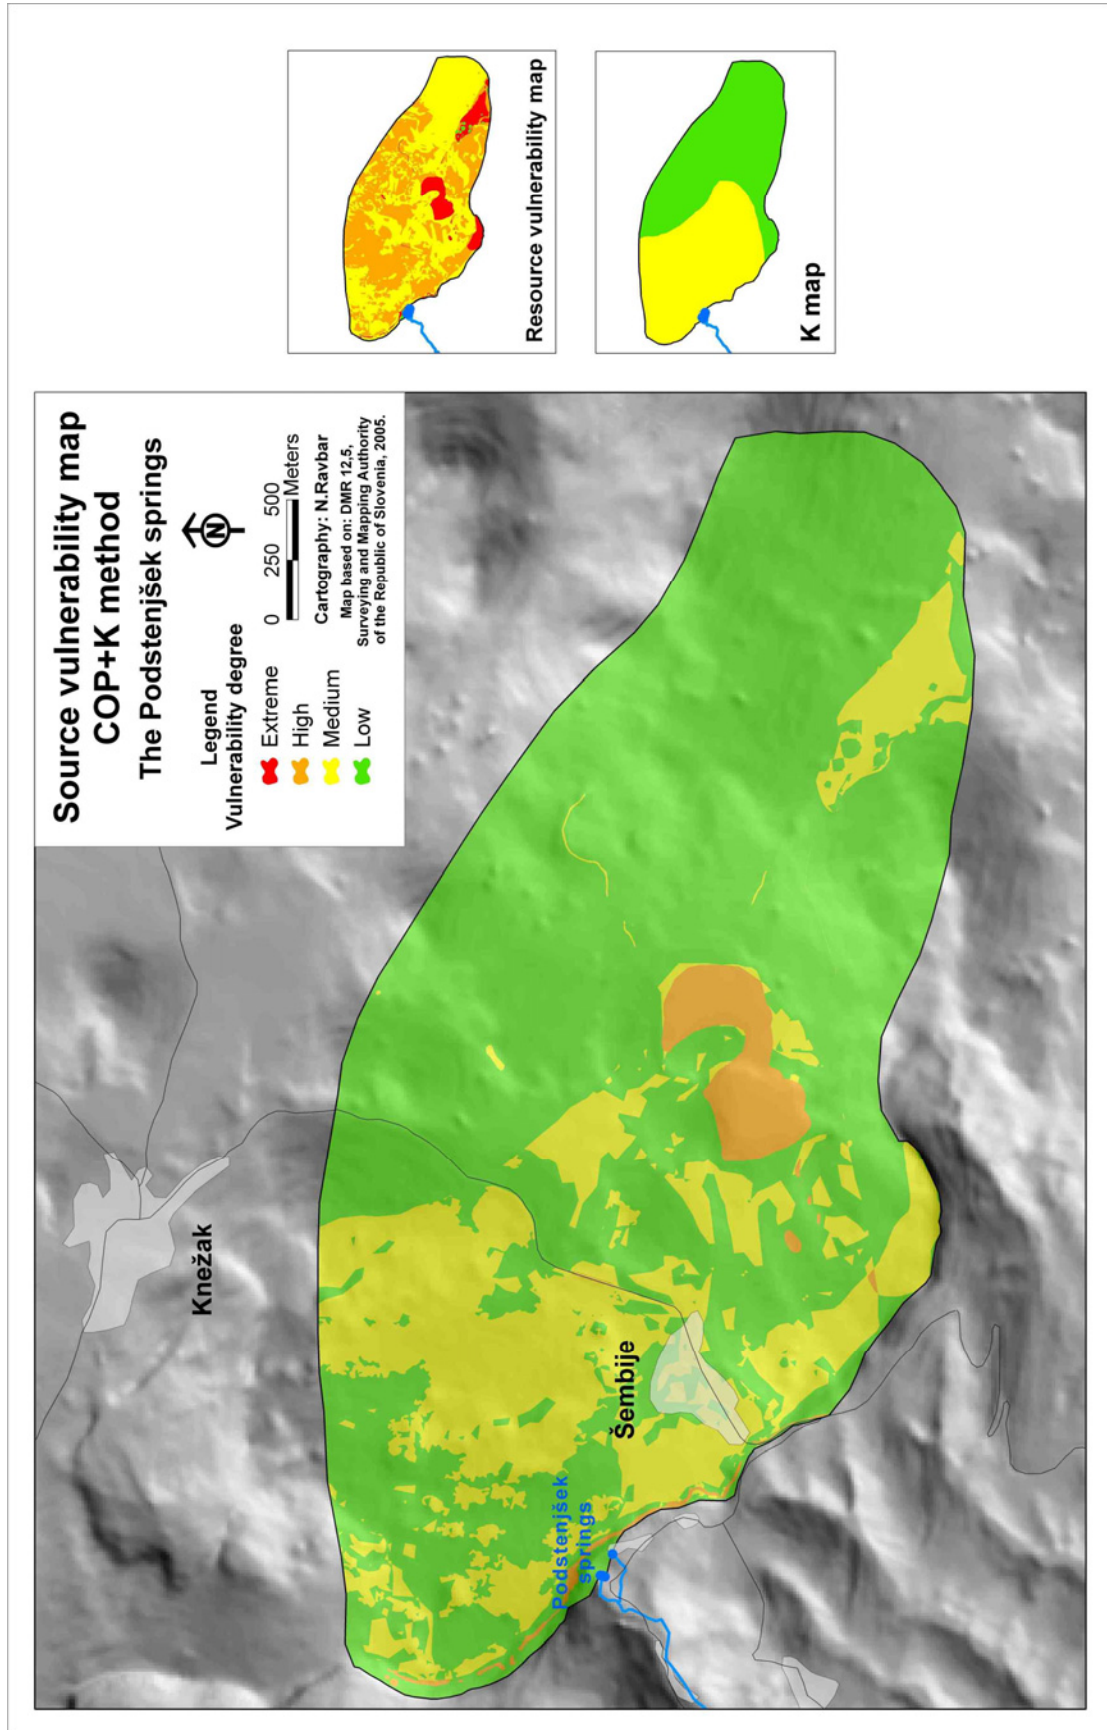 Source vulnerability map
COP+K method
The Podstenjšek springs
N
Legend
Vulnerability degree
Extreme
High
Medium
Low
0 250 500
Meters
Cartography: N.Ravbar
Map based on: DMR 12,5,
Surveying and Mapping Authority
of the Republic of Slovenia, 2005.
Knežak
Šembije
Podstenjšek
springs
Resource vulnerability map
K map